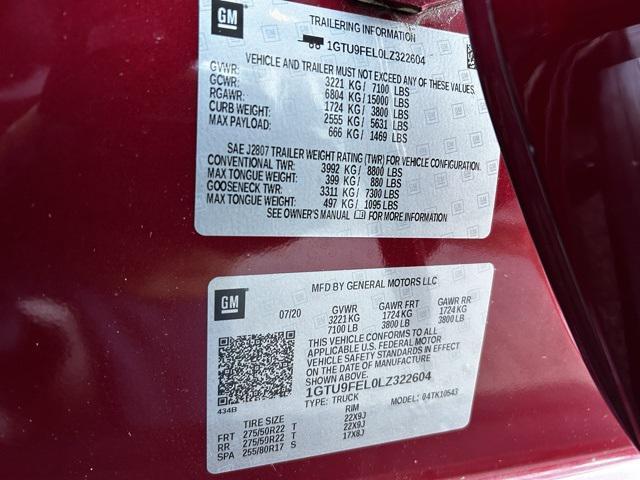 GM
TRAILERING INFORMATION
1GTU9FEL0LZ322604
VEHICLE AND TRAILER MUST NOT EXCEED ANY OF THESE VALUES.
GVWR: 3221 KG / 7100 LBS
GCWR: 6804 KG / 15000 LBS
RGAWR: 1724 KG / 3800 LBS
CURB WEIGHT: 2555 KG / 5631 LBS
MAX PAYLOAD: 666 KG / 1469 LBS
SAE J2807 TRAILER WEIGHT RATING (TWR) FOR VEHICLE CONFIGURATION.
CONVENTIONAL TWR: 3992 KG / 8800 LBS
MAX TONGUE WEIGHT: 399 KG / 880 LBS
GOOSENECK TWR: 3311 KG / 7300 LBS
MAX TONGUE WEIGHT: 497 KG / 1095 LBS
SEE OWNER'S MANUAL FOR MORE INFORMATION
GM
MFD BY GENERAL MOTORS LLC
07/20 GVWR GAWR FRT GAWR RR
3221 KG 1724 KG 1724 KG
7100 LB 3800 LB 3800 LB
THIS VEHICLE CONFORMS TO ALL
APPLICABLE U.S. FEDERAL MOTOR
VEHICLE SAFETY STANDARDS IN EFFECT
ON THE DATE OF MANUFACTURE
SHOWN ABOVE.
1GTU9FEL0LZ322604
434B
TYPE: TRUCK MODEL: 04TK10543
TIRE SIZE RIM
FRT 275/50R22 T 22X9J
RR 275/50R22 T 22X9J
SPA 255/80R17 S 17X8J